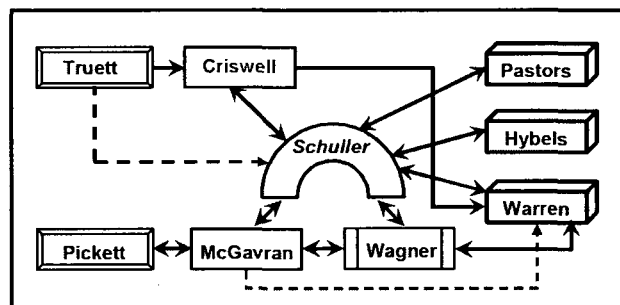 Truett
Criswell
Pastors
Schuller
Hybels
Warren
Pickett
McGavran
Wagner